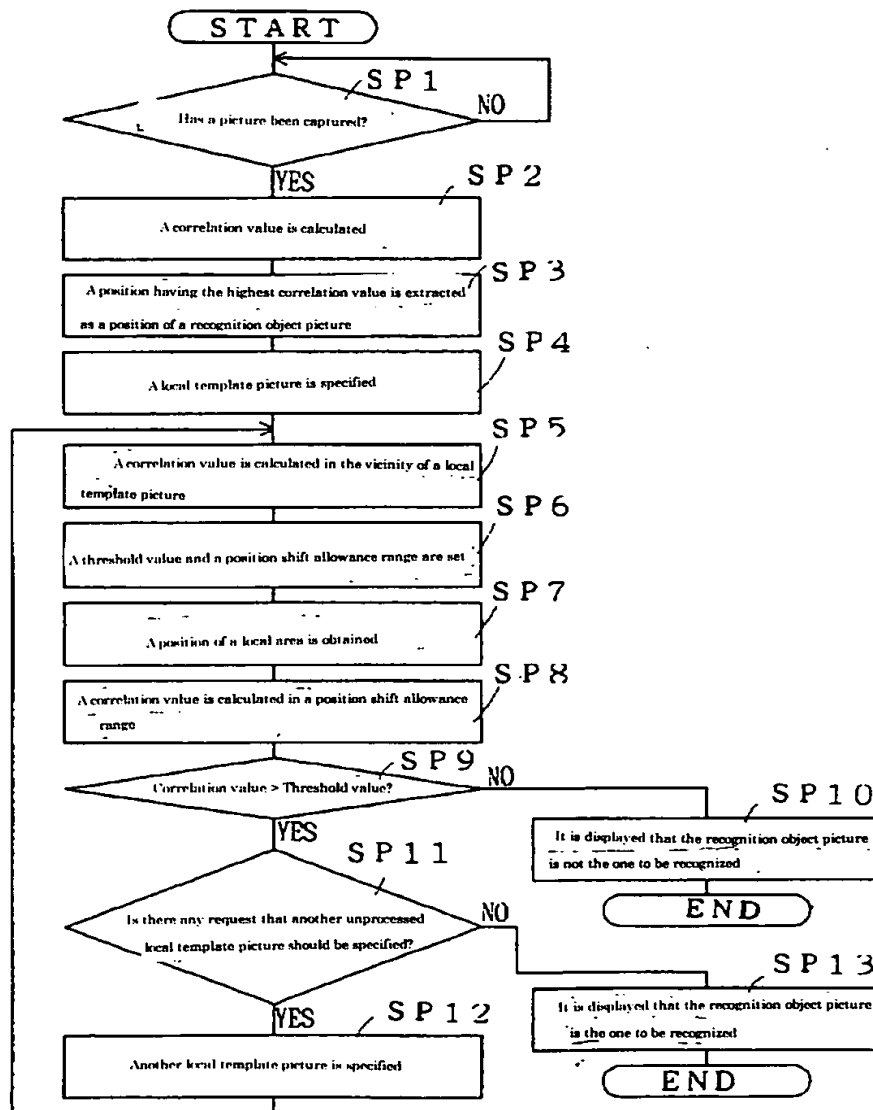 START
SP1
Has a picture been captured?
NO
YES
SP2
A correlation value is calculated
SP3
A position having the highest correlation value is extracted
as a position of a recognition object picture
SP4
A local template picture is specified
SP5
A correlation value is calculated in the vicinity of a local
template picture
SP6
A threshold value and a position shift allowance range are set
SP7
A position of a local area is obtained
SP8
A correlation value is calculated in a position shift allowance
range
SP9
Correlation value > Threshold value?
NO
YES
SP10
It is displayed that the recognition object picture
is not the one to be recognized
END
SP11
Is there any request that another unprocessed
local template picture should be specified?
NO
YES
SP13
It is displayed that the recognition object picture
is the one to be recognized
END
SP12
Another local template picture is specified